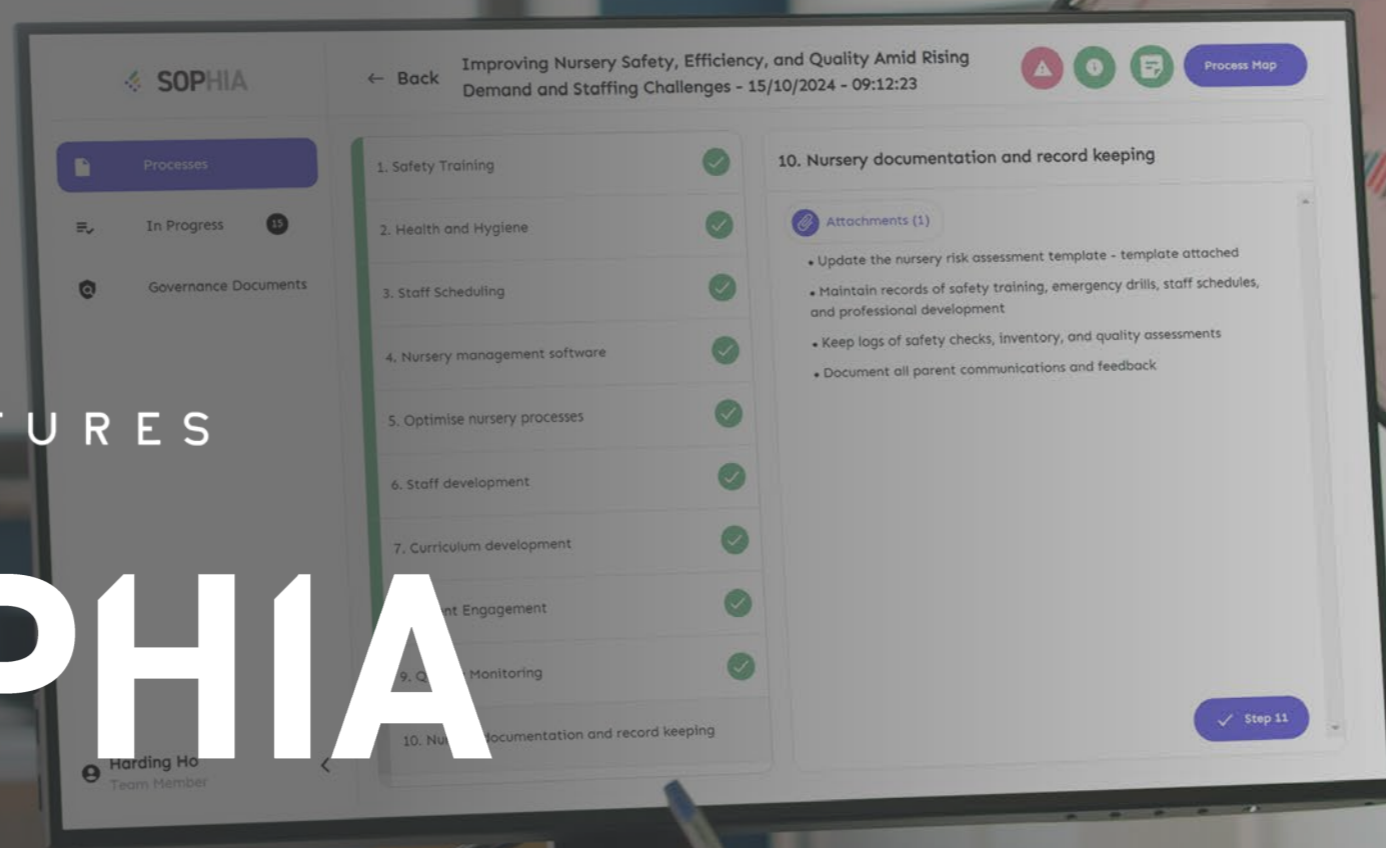 SOPHIA
← Back
Improving Nursery Safety, Efficiency, and Quality Amid Rising
Demand and Staffing Challenges - 15/10/2024 - 09:12:23
Process Map
Processes
In Progress 15
Governance Documents
1. Safety Training
2. Health and Hygiene
3. Staff Scheduling
4. Nursery management software
5. Optimise nursery processes
6. Staff development
7. Curriculum development
nt Engagement
9. Q Monitoring
10. Nu ocumentation and record keeping
10. Nursery documentation and record keeping
Attachments (1)
• Update the nursery risk assessment template - template attached
• Maintain records of safety training, emergency drills, staff schedules,
and professional development
• Keep logs of safety checks, inventory, and quality assessments
• Document all parent communications and feedback
Step 11
Harding Ho
Team Member
URES
PHIA